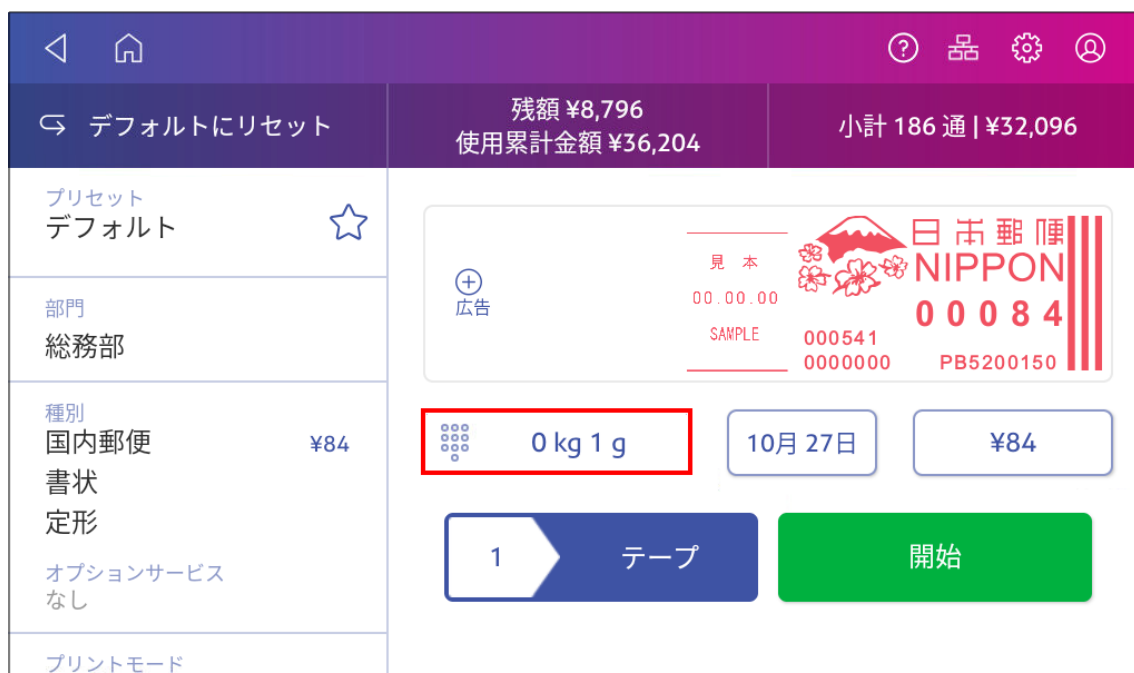 デフォルトにリセット
残額 ¥8,796
使用累計金額 ¥36,204
小計 186 通 | ¥32,096
プリセット
デフォルト
部門
総務部
種別
国内郵便 ¥84
書状
定形
オプションサービス
なし
プリントモード
広告
見 本
00.00.00
SAMPLE
日本郵便
NIPPON
00084
000541
0000000 PB5200150
0 kg 1 g
10月 27日
¥84
1 テープ
開始